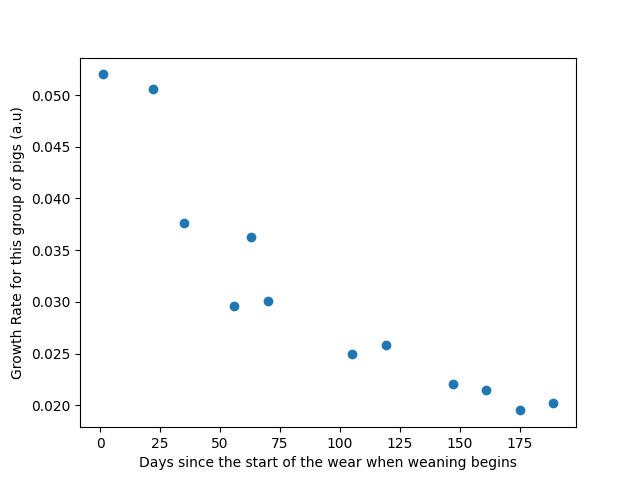 0.050
0.045
0.040
0.035
0.030
0.025
0.020
Growth Rate for this group of pigs (a.u)
0 25 50 75 100 125 150 175
Days since the start of the wear when weaning begins